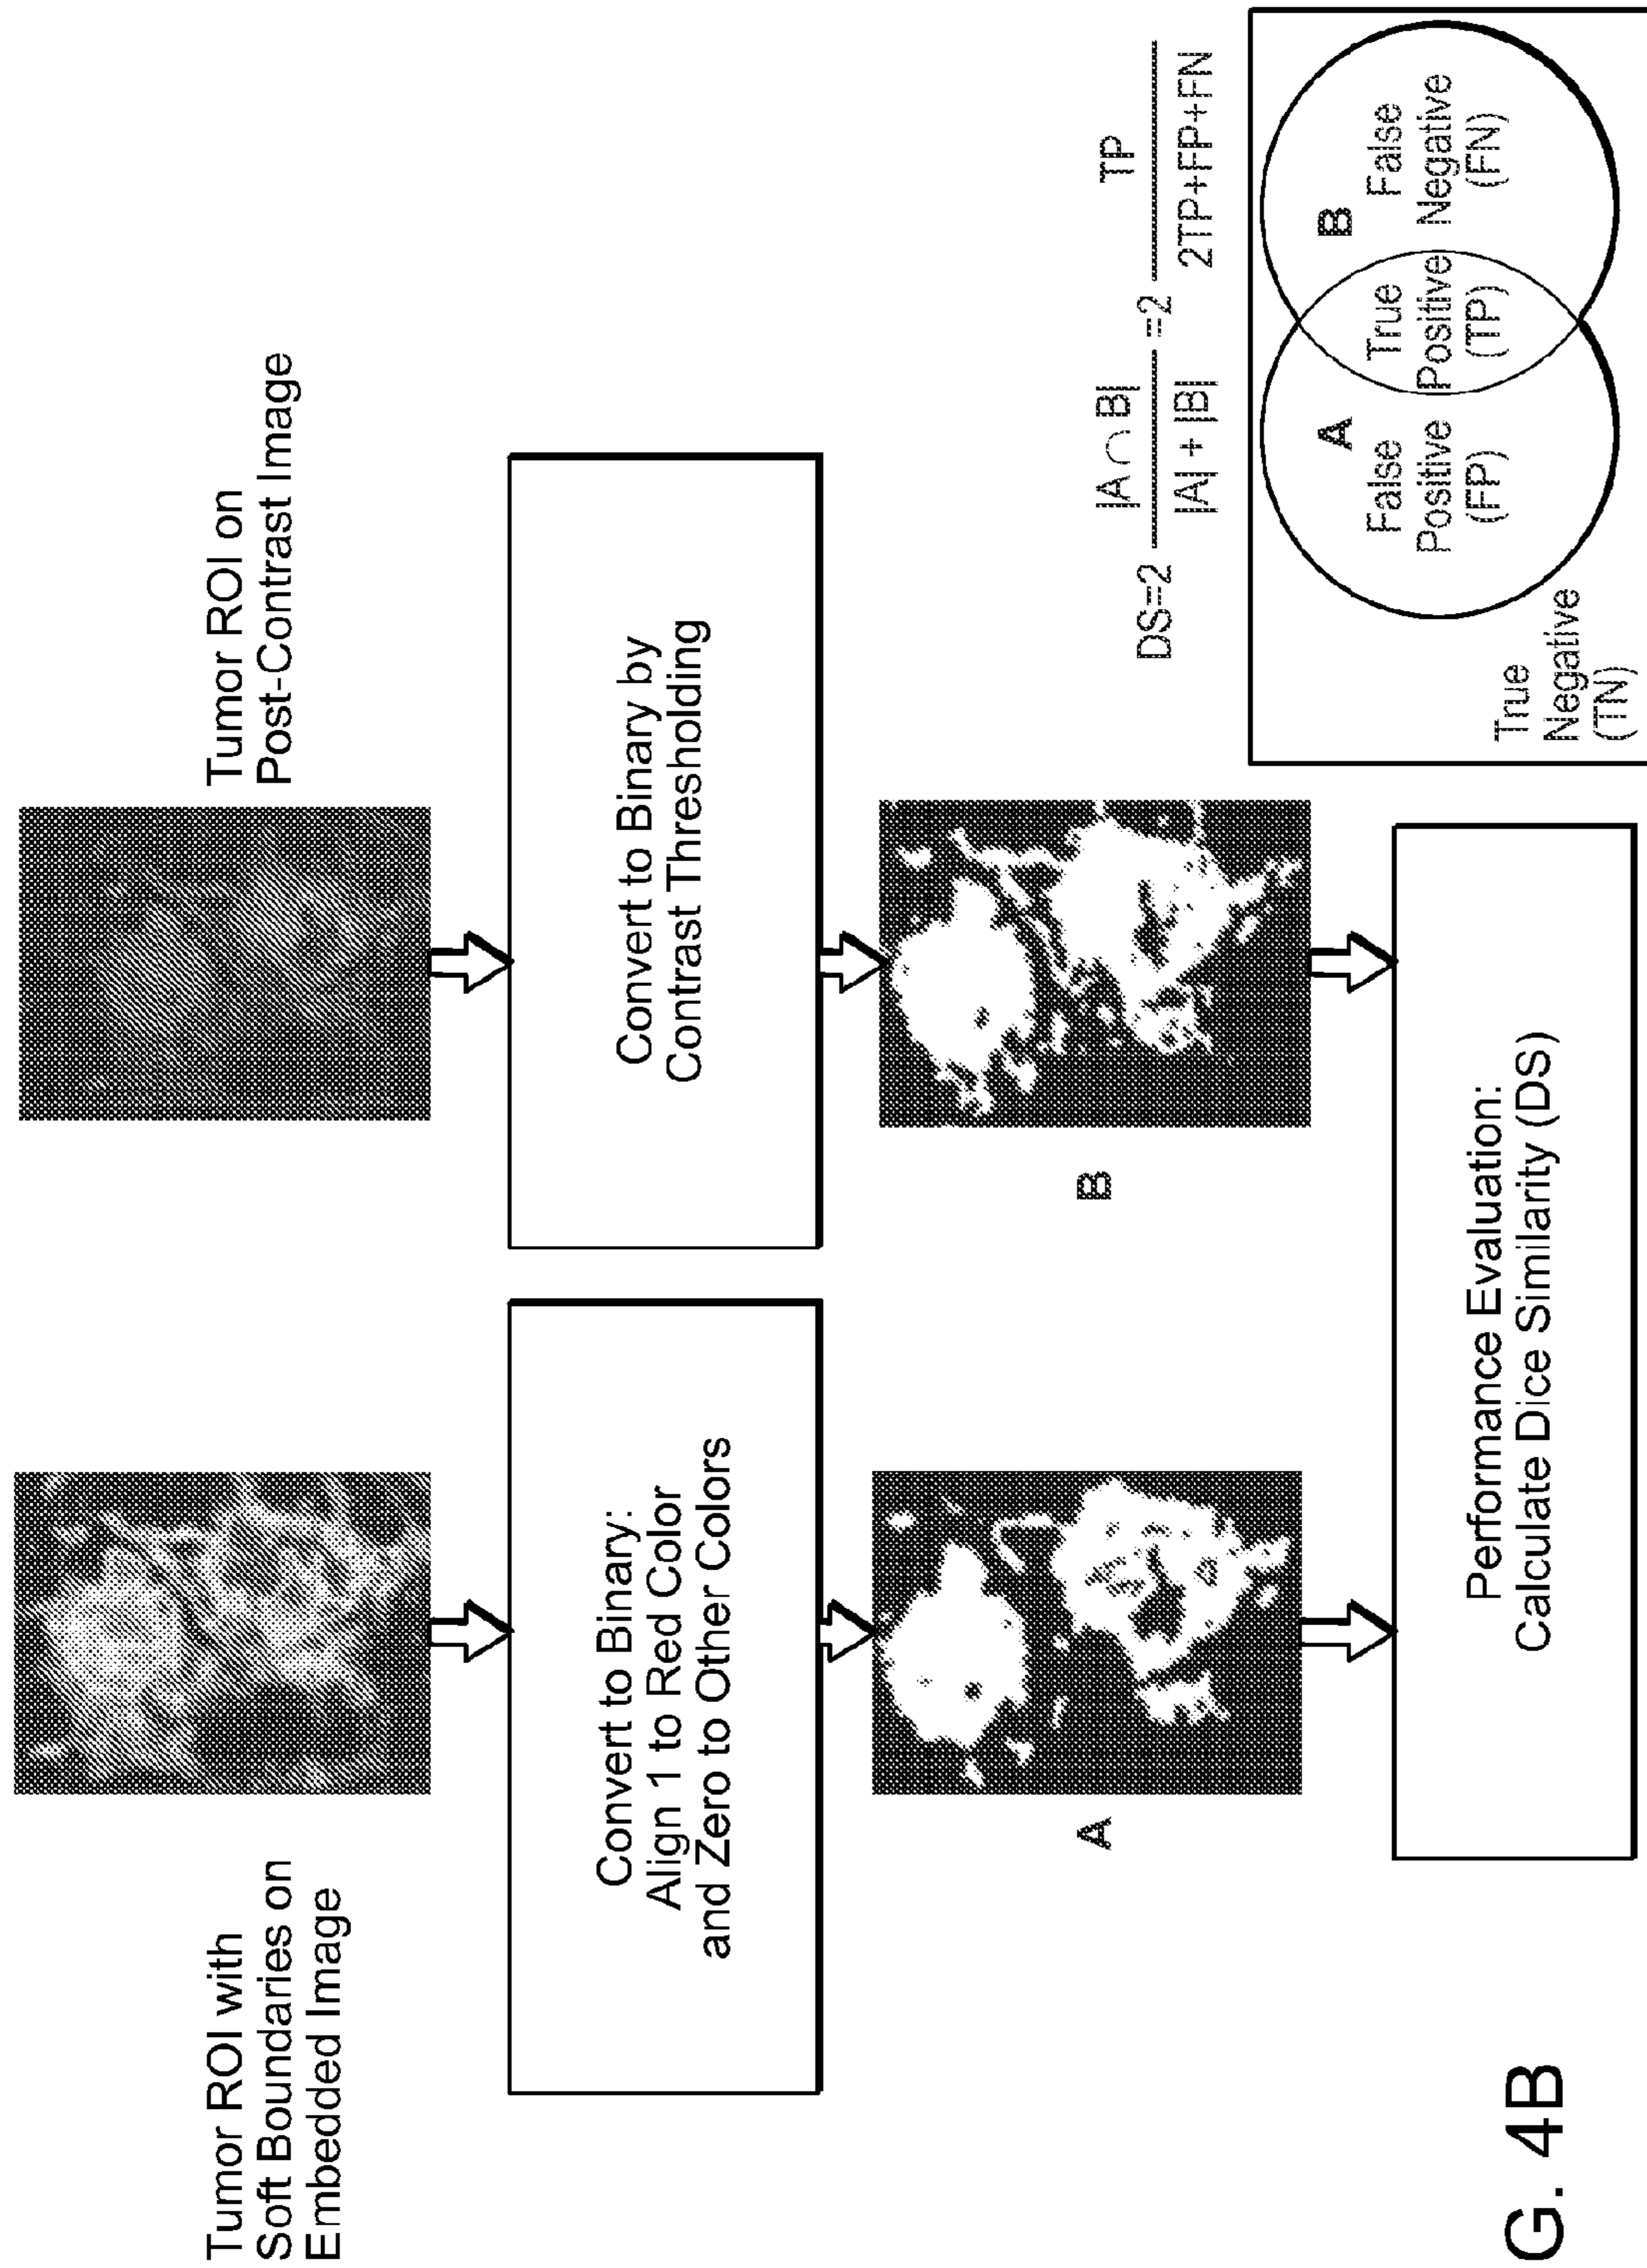 Tumor ROI with
Soft Boundaries on
Embedded Image
Tumor ROI on
Post-Contrast Image
Convert to Binary:
Align 1 to Red Color
and Zero to Other Colors
Convert to Binary by
Contrast Thresholding
A
B
DS=2 |A ∩ B| / |A| + |B| =2 TP / 2TP+FP+FN
A
B
False
Positive
(FP)
True
Positive
(TP)
False
Negative
(FN)
True
Negative
(TN)
Performance Evaluation:
Calculate Dice Similarity (DS)
G. 4B